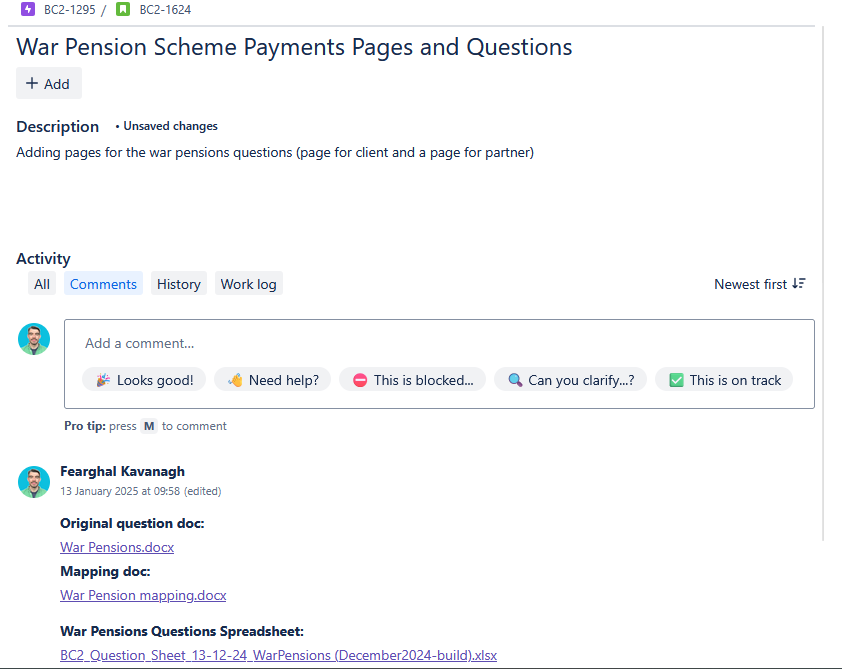 BC2-1295 / BC2-1624
War Pension Scheme Payments Pages and Questions
+ Add
Description • Unsaved changes
Adding pages for the war pensions questions (page for client and a page for partner)
Activity
All Comments History Work log Newest first
Add a comment...
🎉 Looks good! 👋 Need help? ⛔ This is blocked... 🔍 Can you clarify...? ✅ This is on track
Pro tip: press M to comment
Fearghal Kavanagh
13 January 2025 at 09:58 (edited)
Original question doc:
War Pensions.docx
Mapping doc:
War Pension mapping.docx
War Pensions Questions Spreadsheet:
BC2_Question_Sheet_13-12-24_WarPensions (December2024-build).xlsx